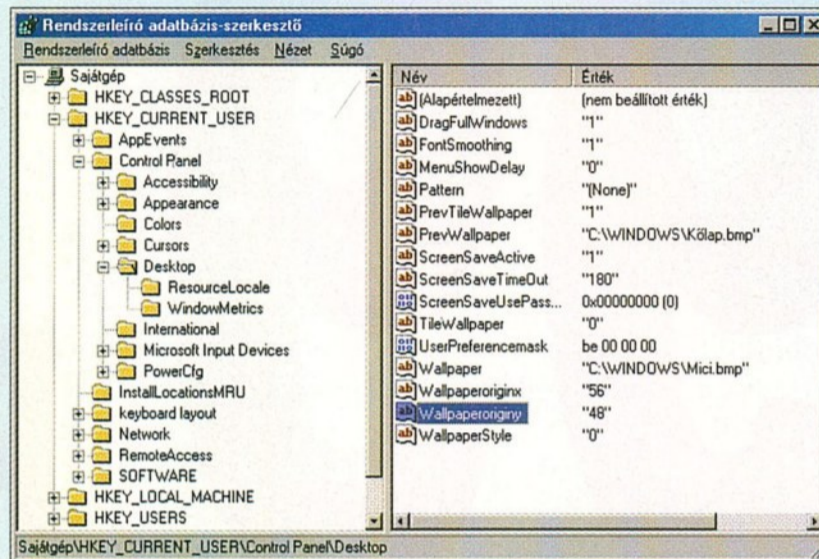 Rendszerleíró adatbázis-szerkesztő
Rendszerleíró adatbázis Szerkesztés Nézet Súgó
Sajátgép
HKEY_CLASSES_ROOT
HKEY_CURRENT_USER
AppEvents
Control Panel
Accessibility
Appearance
Colors
Cursors
Desktop
ResourceLocale
WindowMetrics
International
Microsoft Input Devices
PowerCfg
InstallLocationsMRU
keyboard layout
Network
RemoteAccess
SOFTWARE
HKEY_LOCAL_MACHINE
HKEY_USERS
Név Érték
(Alapértelmezett) (nem beállított érték)
DragFullWindows "1"
FontSmoothing "1"
MenuShowDelay "0"
Pattern "(None)"
PrevTileWallpaper "1"
PrevWallpaper "C:\WINDOWS\Kőlap.bmp"
ScreenSaveActive "1"
ScreenSaveTimeOut "180"
ScreenSaveUsePass... 0x00000000 (0)
TileWallpaper "0"
UserPreferencemask be 00 00 00
Wallpaper "C:\WINDOWS\Mici.bmp"
Wallpaperoriginx "56"
Wallpaperoriginy "48"
WallpaperStyle "0"
Sajátgép\HKEY_CURRENT_USER\Control Panel\Desktop